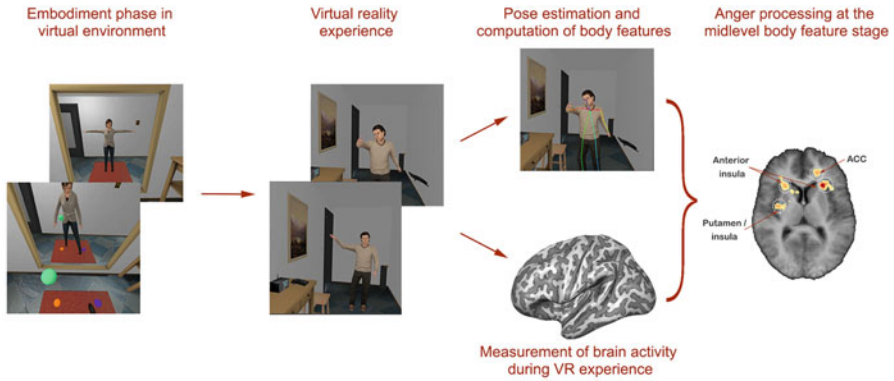 Embodiment phase in
virtual environment
Virtual reality
experience
Pose estimation and
computation of body features
Anger processing at the
midlevel body feature stage
Anterior
insula
ACC
Putamen /
insula
Measurement of brain activity
during VR experience